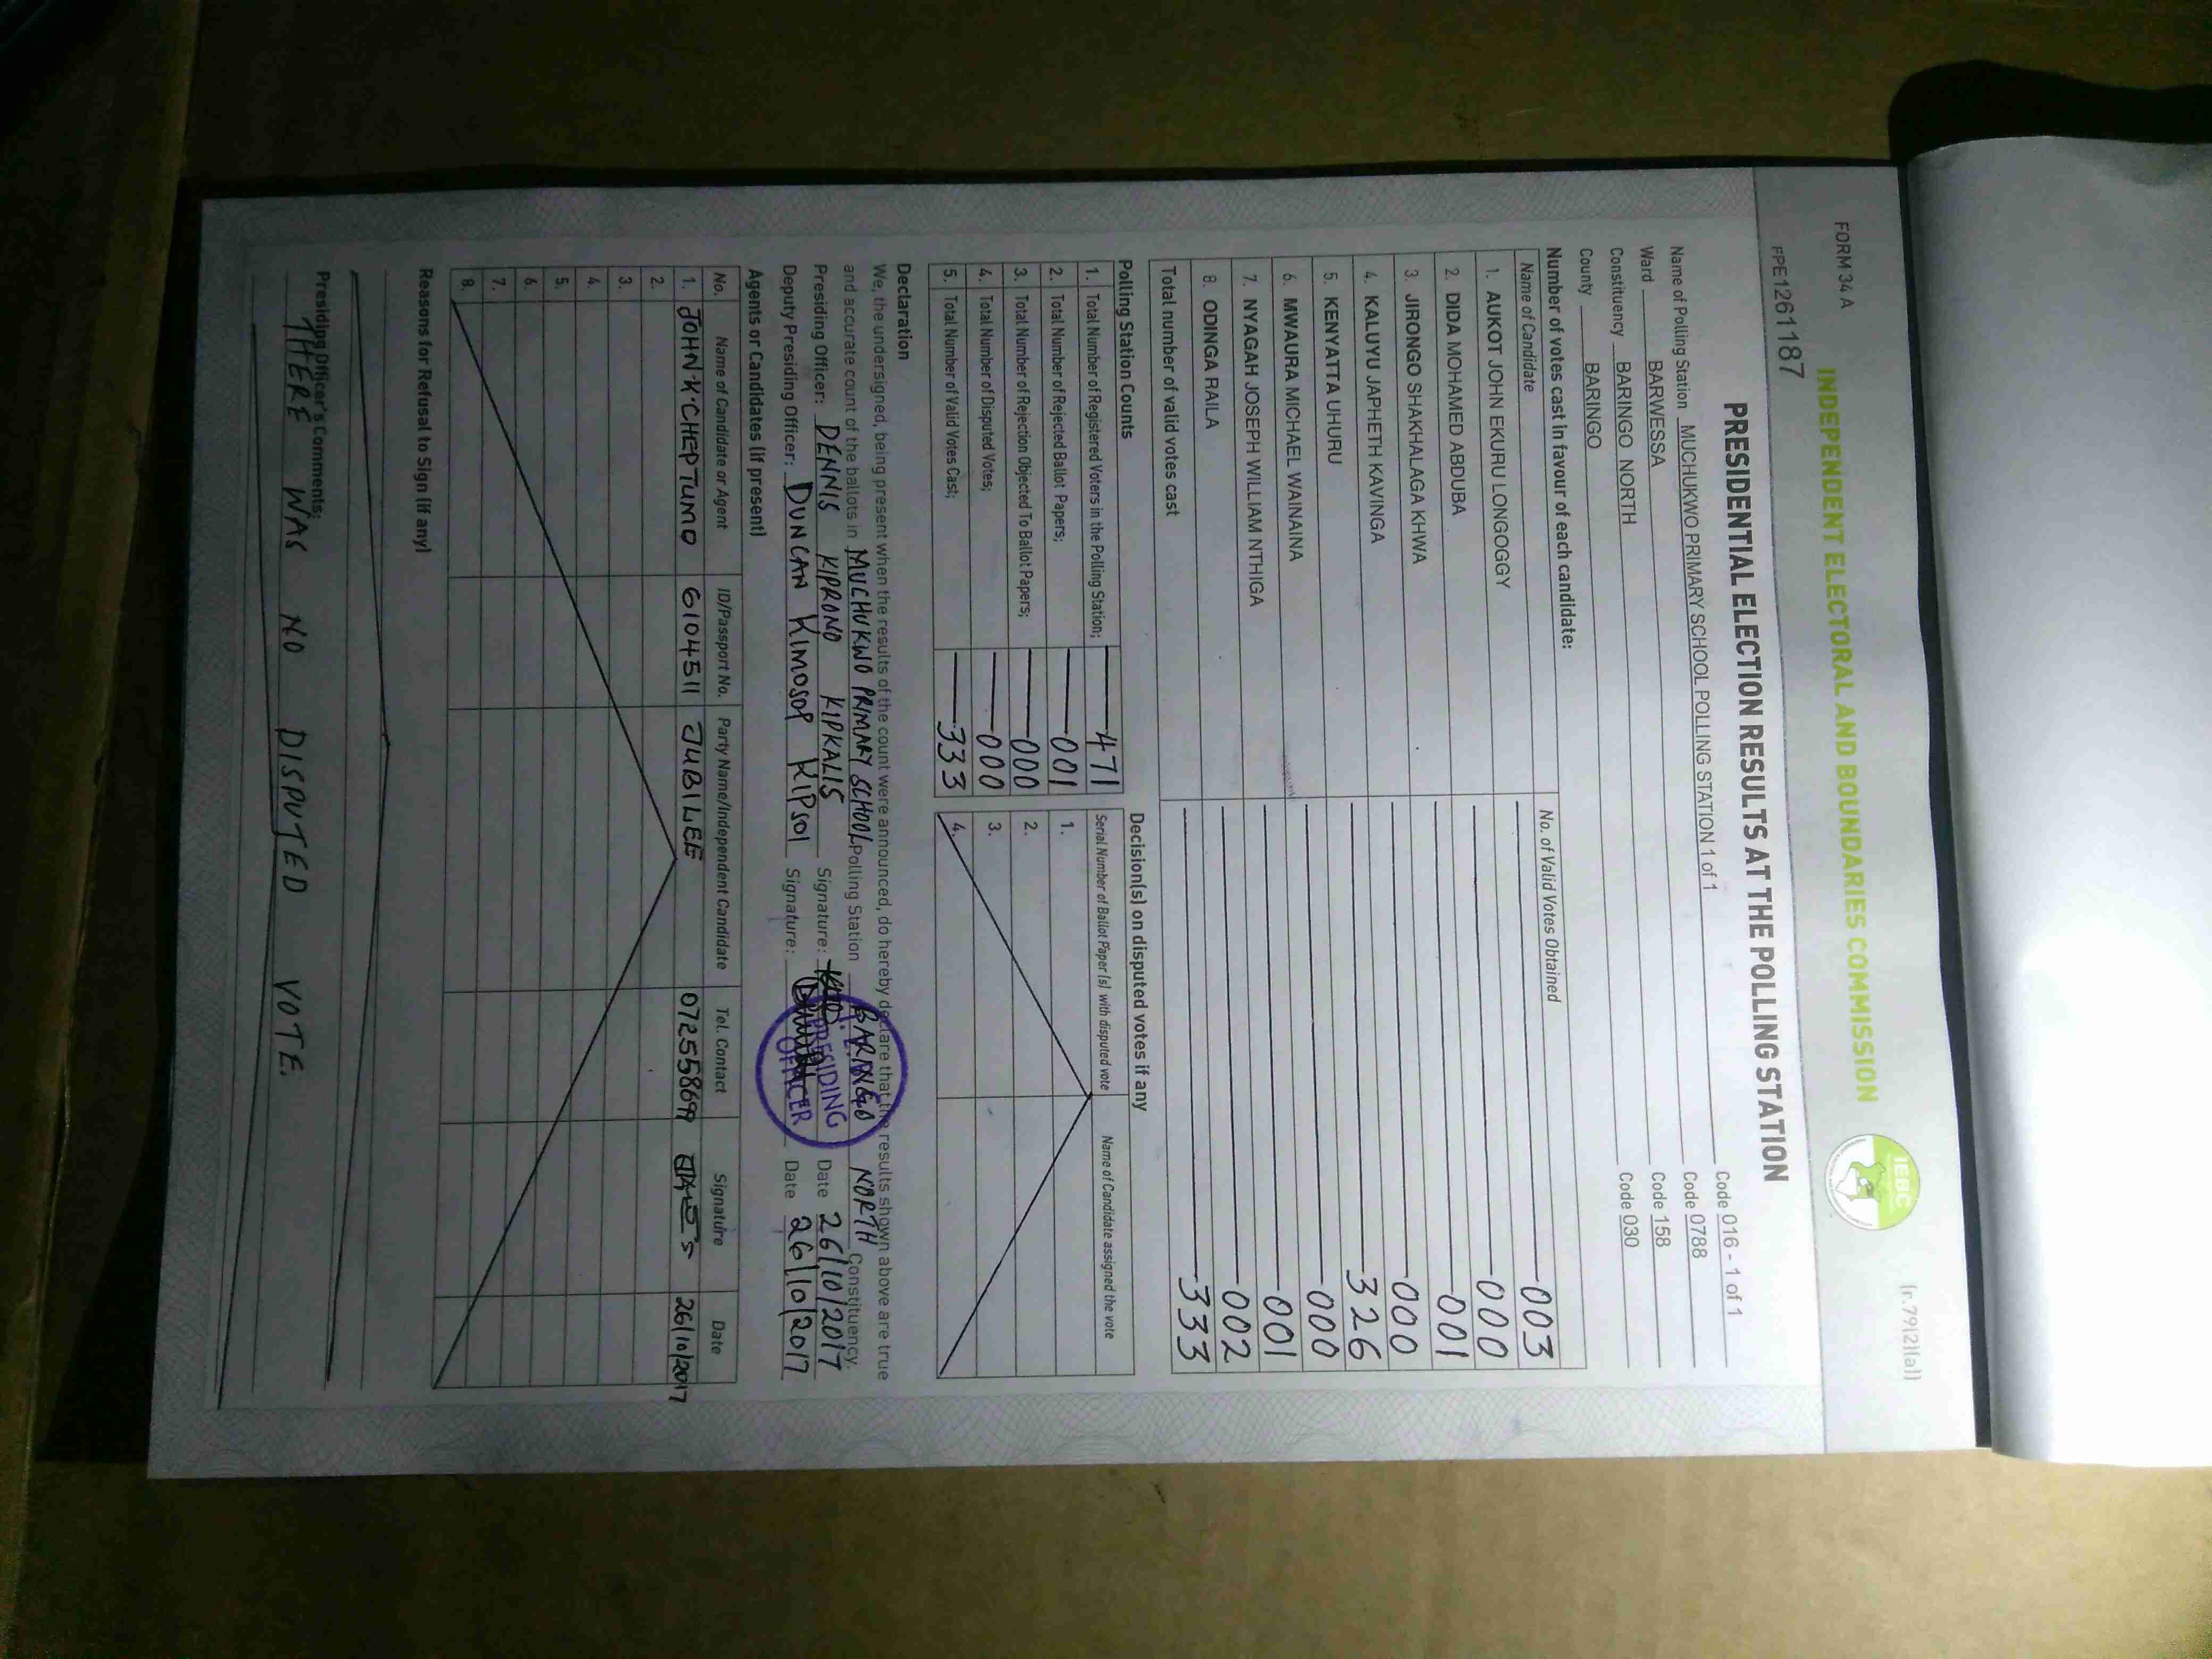 FORM 34 A
(r.79(2)(a))
INDEPENDENT ELECTORAL AND BOUNDARIES COMMISSION
IEBC
FPE1261187
PRESIDENTIAL ELECTION RESULTS AT THE POLLING STATION
Name of Polling Station MUCHUKWO PRIMARY SCHOOL POLLING STATION 1 of 1 Code 016 - 1 of 1
Ward BARWESSA Code 0788
Constituency BARINGO NORTH Code 158
County BARINGO Code 030
Number of votes cast in favour of each candidate:
Name of Candidate No. of Valid Votes Obtained
1. AUKOT JOHN EKURU LONGOGGY 003
2. DIDA MOHAMED ABDUBA 000
3. JIRONGO SHAKHALAGA KHWA 001
4. KALUYU JAPHETH KAVINGA 000
5. KENYATTA UHURU 326
6. MWAURA MICHAEL WAINAINA 000
7. NYAGAH JOSEPH WILLIAM NTHIGA 001
8. ODINGA RAILA 002
Total number of valid votes cast 333
Polling Station Counts
1. Total Number of Registered Voters in the Polling Station; 471
2. Total Number of Rejected Ballot Papers; 001
3. Total Number of Rejection Objected To Ballot Papers; 000
4. Total Number of Disputed Votes; 000
5. Total Number of Valid Votes Cast; 333
Decision(s) on disputed votes if any
Serial Number of Ballot Paper(s) with disputed vote Name of Candidate assigned the vote
1.
2.
3.
4.
Declaration
We, the undersigned, being present when the results of the count were announced, do hereby declare that the results shown above are true
and accurate count of the ballots in MUCHUKWO PRIMARY SCHOOL Polling Station BARINGO NORTH Constituency.
Presiding Officer: DENNIS KIPRONO KIPKALIS Signature: Date 26/10/2017
Deputy Presiding Officer: DUNCAN KIMOSOP KIPSOI Signature: Date 26/10/2017
PRESIDING
OFFICER
Agents or Candidates (if present)
No. Name of Candidate or Agent ID/Passport No. Party Name/Independent Candidate Tel. Contact Signature Date
1. JOHN K. CHEPTUMO 6104511 JUBILEE 0725558699 26/10/2017
2.
3.
4.
5.
6.
7.
8.
Reasons for Refusal to Sign (if any)
Presiding Officer's Comments:
THERE WAS NO DISPUTED VOTE.